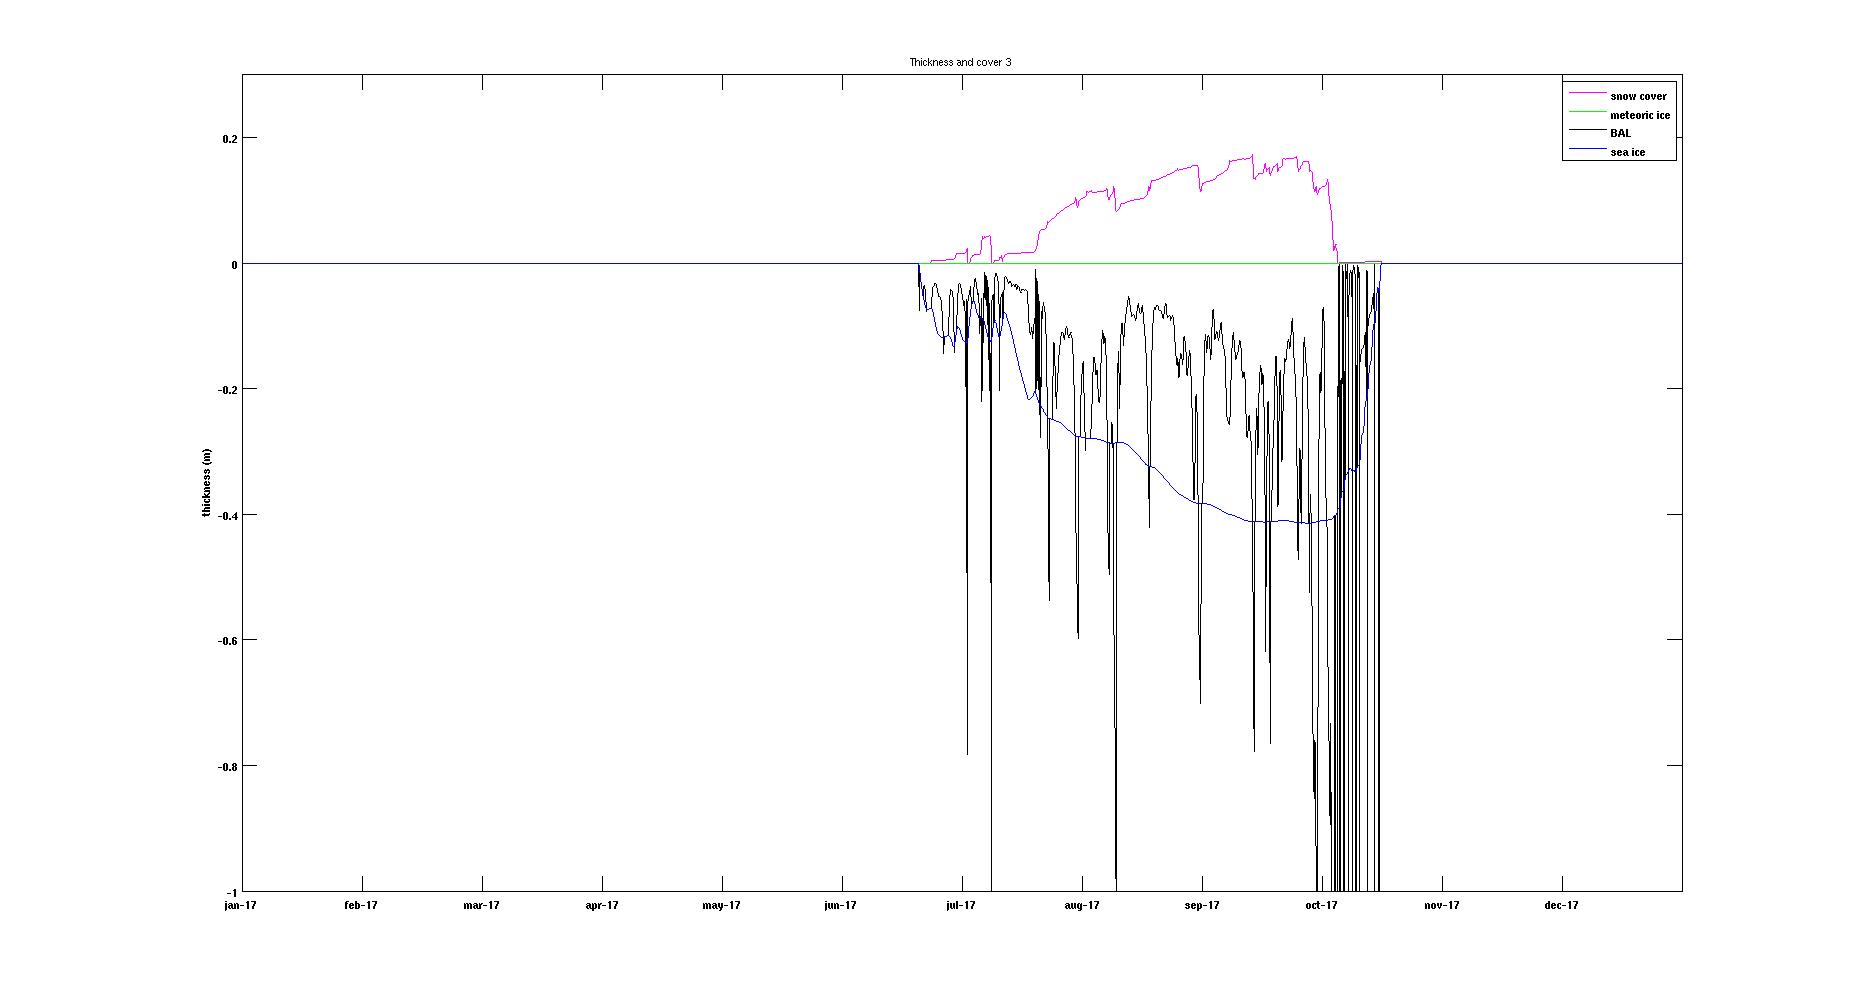 Thickness and cover 3
snow cover
meteoric ice
BAL
sea ice
0.2
0
-0.2
-0.4
-0.6
-0.8
-1
thickness (m)
jan-17 feb-17 mar-17 apr-17 may-17 jun-17 jul-17 aug-17 sep-17 oct-17 nov-17 dec-17